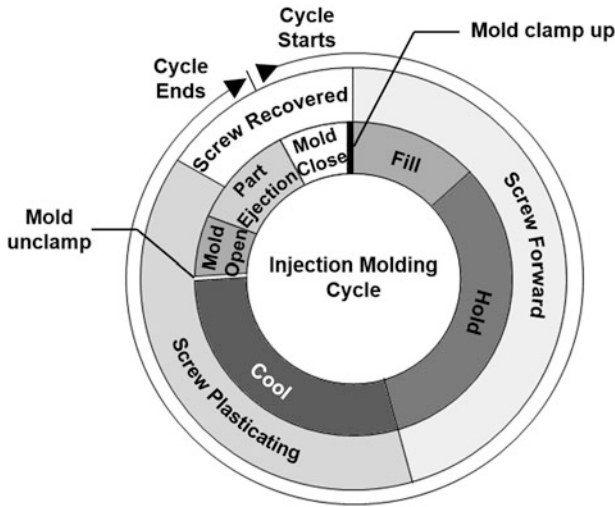 Cycle
Starts
Mold clamp up
Cycle
Ends
Screw Recovered
Mold
Close
Fill
Part
Ejection
Screw Forward
Mold
unclamp
Mold
Open
Injection Molding
Cycle
Hold
Cool
Screw Plasticating